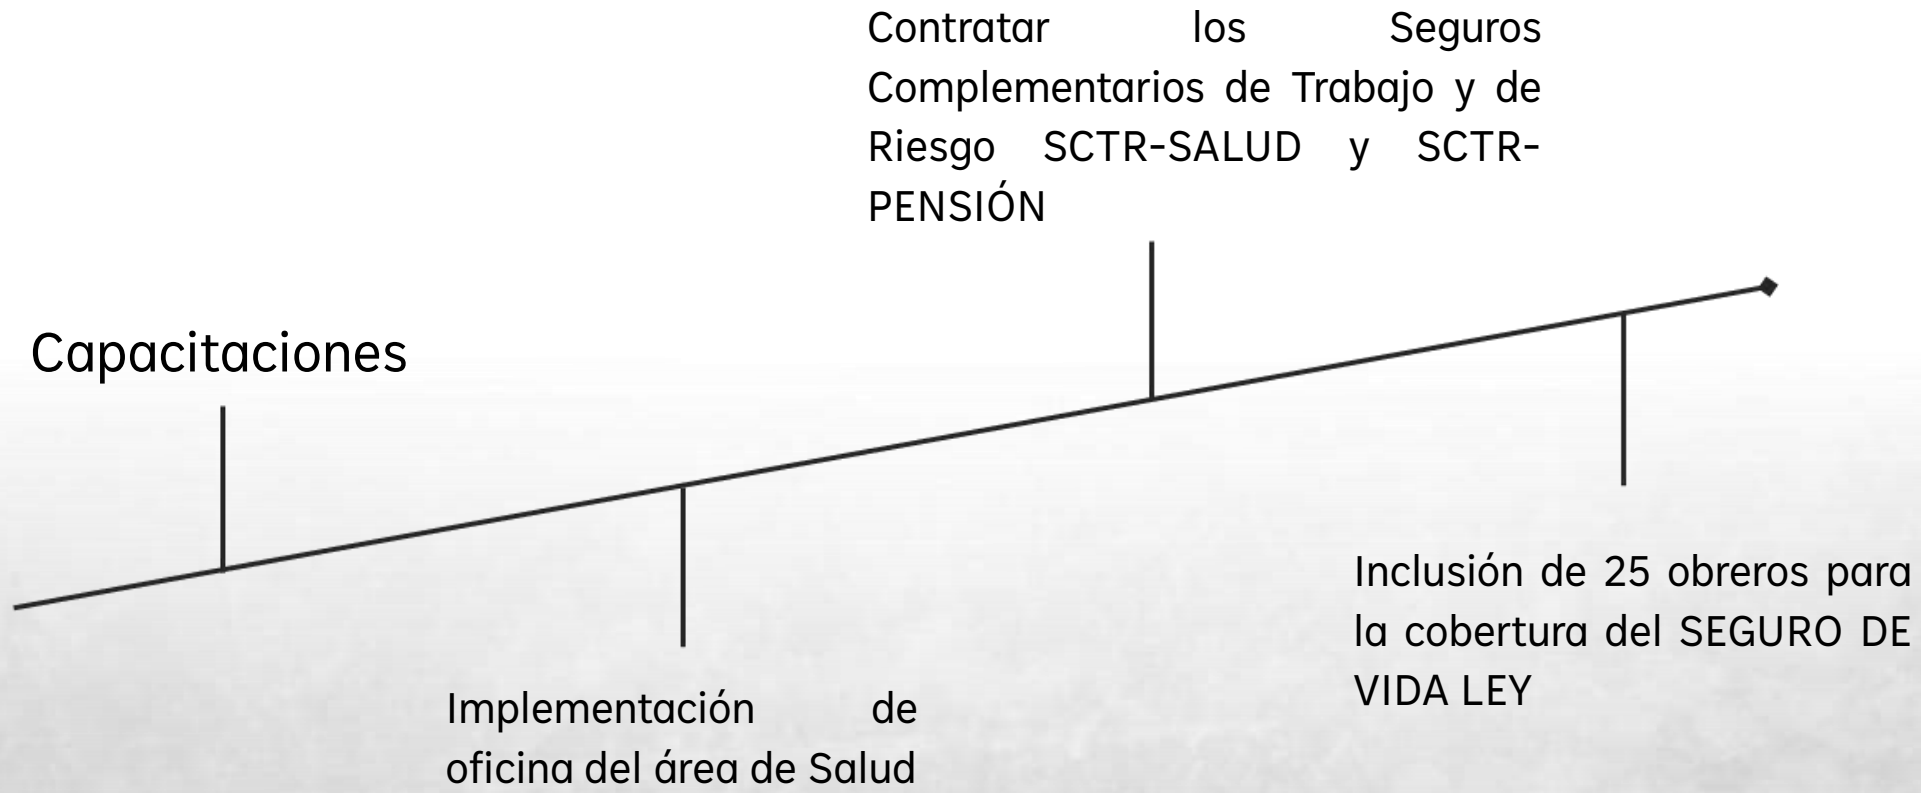 Contratar los Seguros
Complementarios de Trabajo y de
Riesgo SCTR-SALUD y SCTR-
PENSIÓN
Capacitaciones
Inclusión de 25 obreros para
la cobertura del SEGURO DE
VIDA LEY
Implementación de
oficina del área de Salud